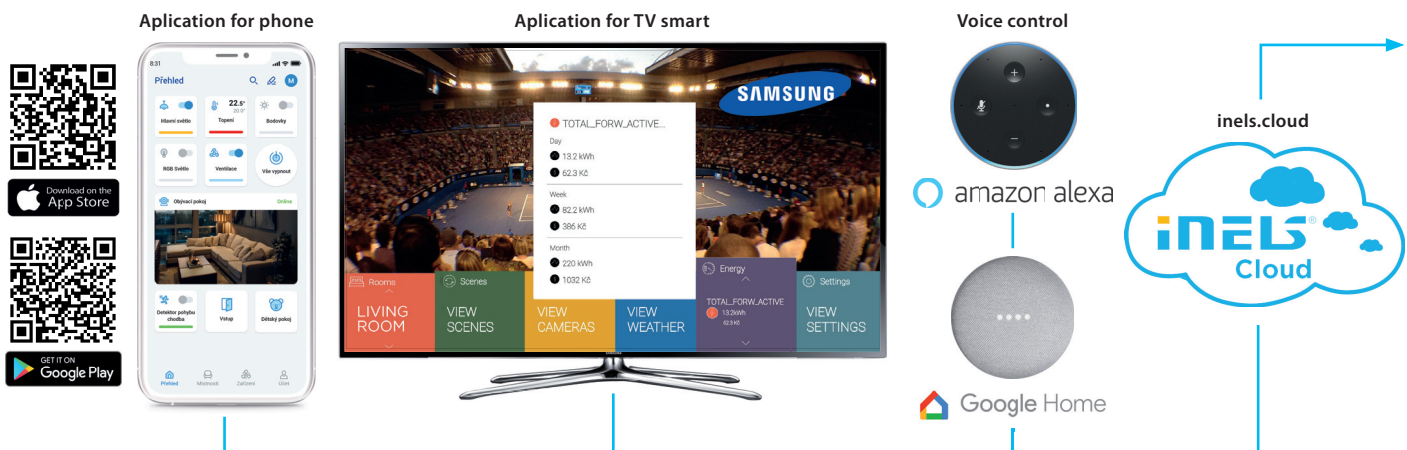 Aplication for phone
Aplication for TV smart
Voice control
inels.cloud
Download on the
App Store
GET IT ON
Google Play
8:31
Přehled
M
Hlavní světlo
22.5°
20.0°
Topení
Bodovky
RGB Světlo
Ventilace
Vše vypnout
Obývací pokoj
Online
Detektor pohybu
chodba
Vstup
Dětský pokoj
Přehled
Místnosti
Zařízení
Účet
SAMSUNG
TOTAL_FORW_ACTIVE...
Day
13.2 kWh
62.3 Kč
Week
82.2 kWh
386 Kč
Month
220 kWh
1032 Kč
Rooms
LIVING
ROOM
Scenes
VIEW
SCENES
VIEW
CAMERAS
VIEW
WEATHER
Energy
TOTAL_FORW_ACTIVE
13.2kWh
62.3 Kč
Settings
VIEW
SETTINGS
SAMSUNG
amazon alexa
Google Home
iNELS®
Cloud